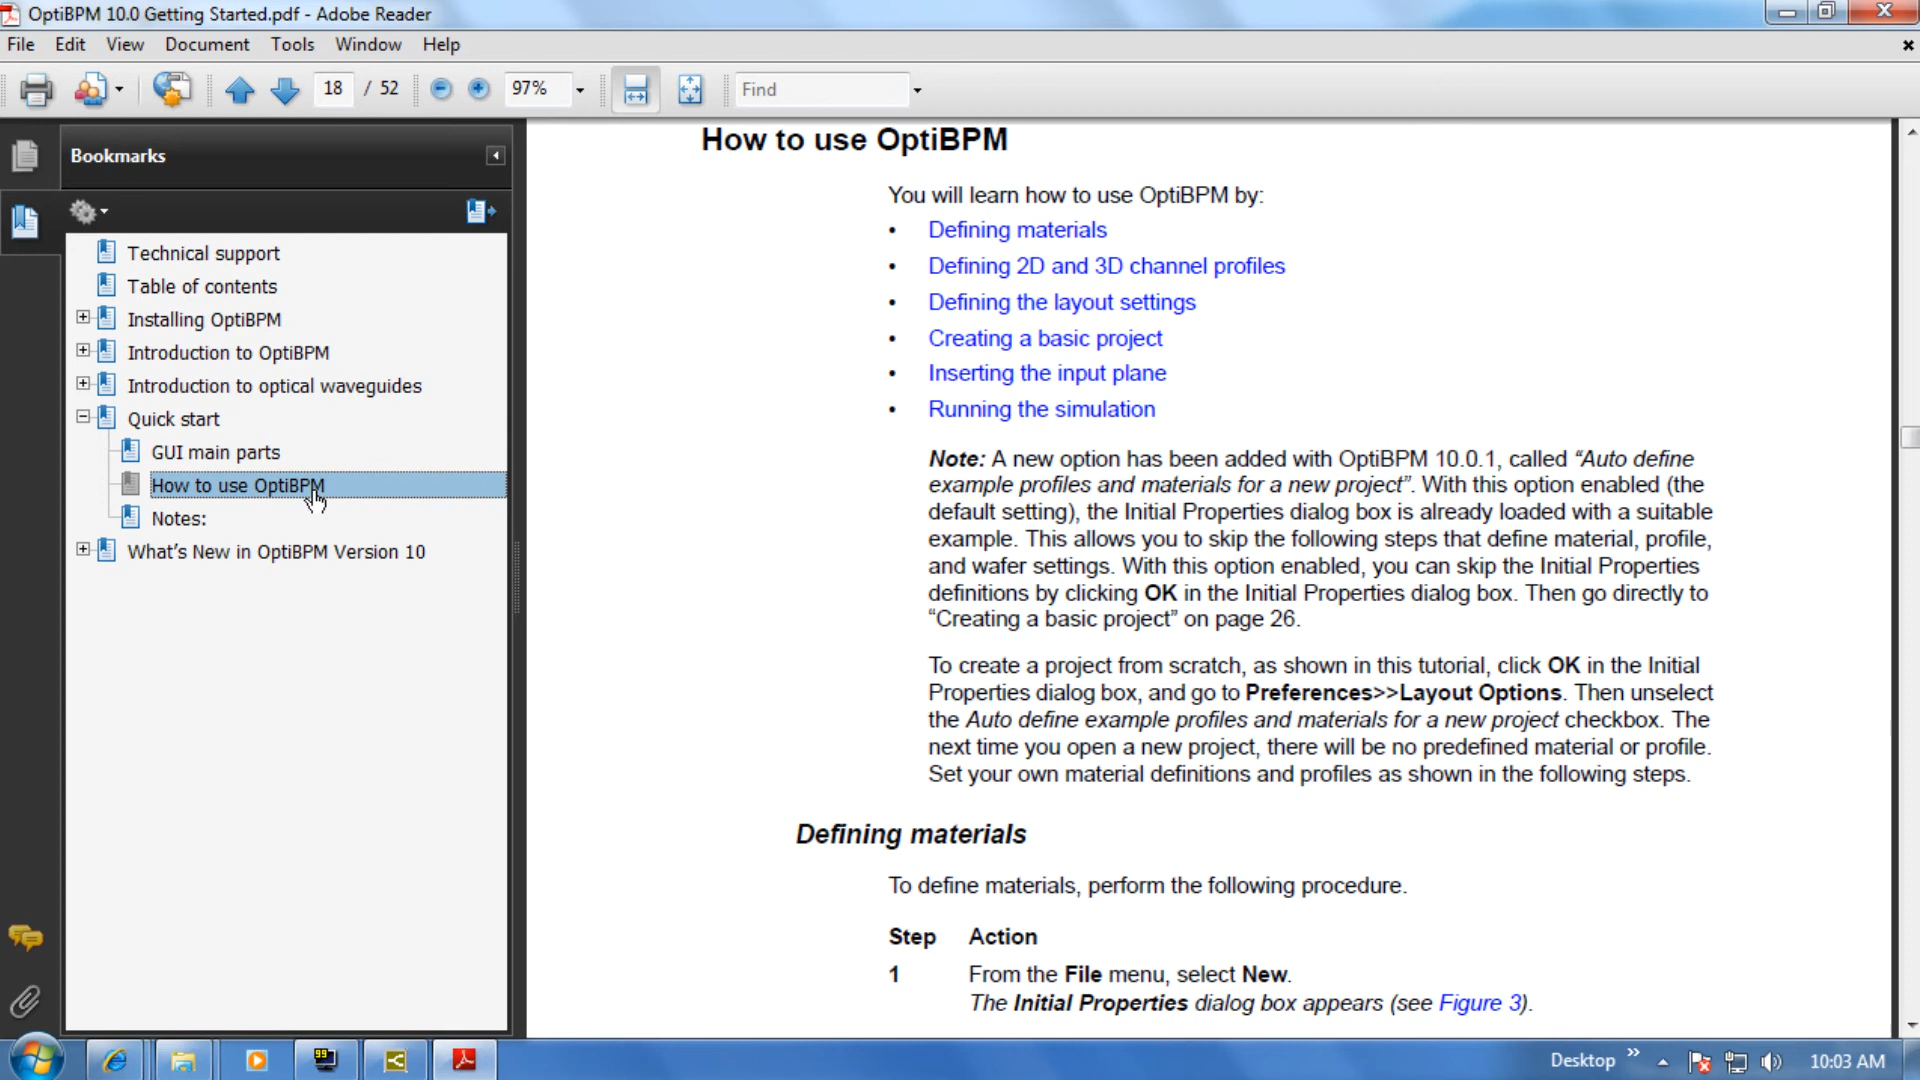 OptiBPM 10.0 Getting Started.pdf - Adobe Reader
File Edit View Document Tools Window Help
18 / 52 97% Find
Bookmarks
Technical support
Table of contents
Installing OptiBPM
Introduction to OptiBPM
Introduction to optical waveguides
Quick start
GUI main parts
How to use OptiBPM
Notes:
What's New in OptiBPM Version 10
How to use OptiBPM
You will learn how to use OptiBPM by:
• Defining materials
• Defining 2D and 3D channel profiles
• Defining the layout settings
• Creating a basic project
• Inserting the input plane
• Running the simulation
Note: A new option has been added with OptiBPM 10.0.1, called “Auto define
example profiles and materials for a new project”. With this option enabled (the
default setting), the Initial Properties dialog box is already loaded with a suitable
example. This allows you to skip the following steps that define material, profile,
and wafer settings. With this option enabled, you can skip the Initial Properties
definitions by clicking OK in the Initial Properties dialog box. Then go directly to
“Creating a basic project” on page 26.
To create a project from scratch, as shown in this tutorial, click OK in the Initial
Properties dialog box, and go to Preferences>>Layout Options. Then unselect
the Auto define example profiles and materials for a new project checkbox. The
next time you open a new project, there will be no predefined material or profile.
Set your own material definitions and profiles as shown in the following steps.
Defining materials
To define materials, perform the following procedure.
Step Action
1 From the File menu, select New.
The Initial Properties dialog box appears (see Figure 3).
99
Desktop » 10:03 AM